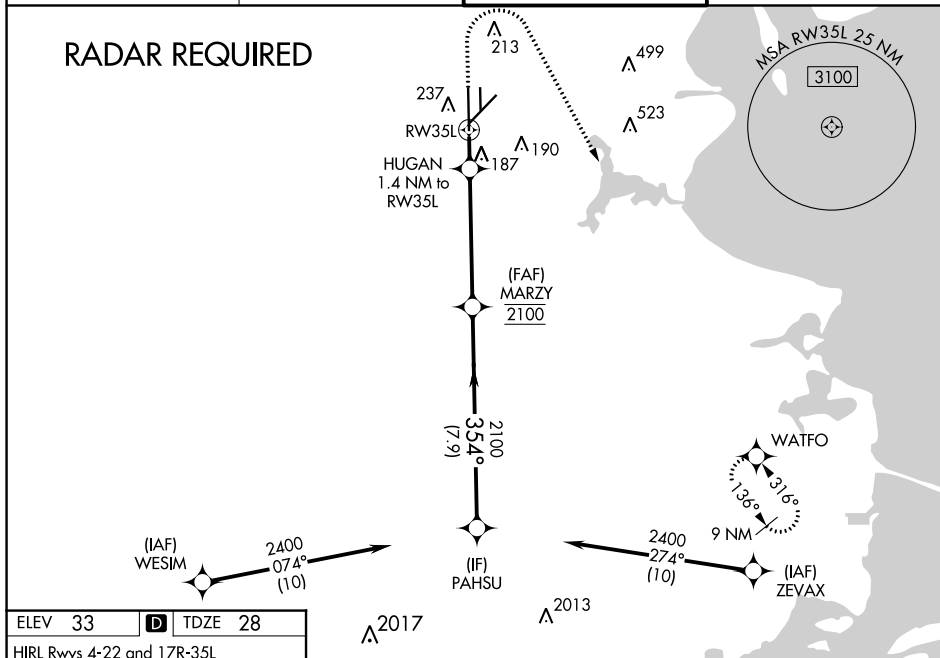 RADAR REQUIRED
213
499
MSA RW35L 25 NM
3100
237
523
RW35L
190
187
HUGAN
1.4 NM to
RW35L
(FAF)
MARZY
2100
2100
354°
(7.9)
WATFO
136°
316°
9 NM
(IAF)
WESIM
2400
074°
(10)
(IF)
PAHSU
2400
274°
(10)
(IAF)
ZEVAX
2017
2013
ELEV 33 D TDZE 28
HIRL Rwys 4-22 and 17R-35L